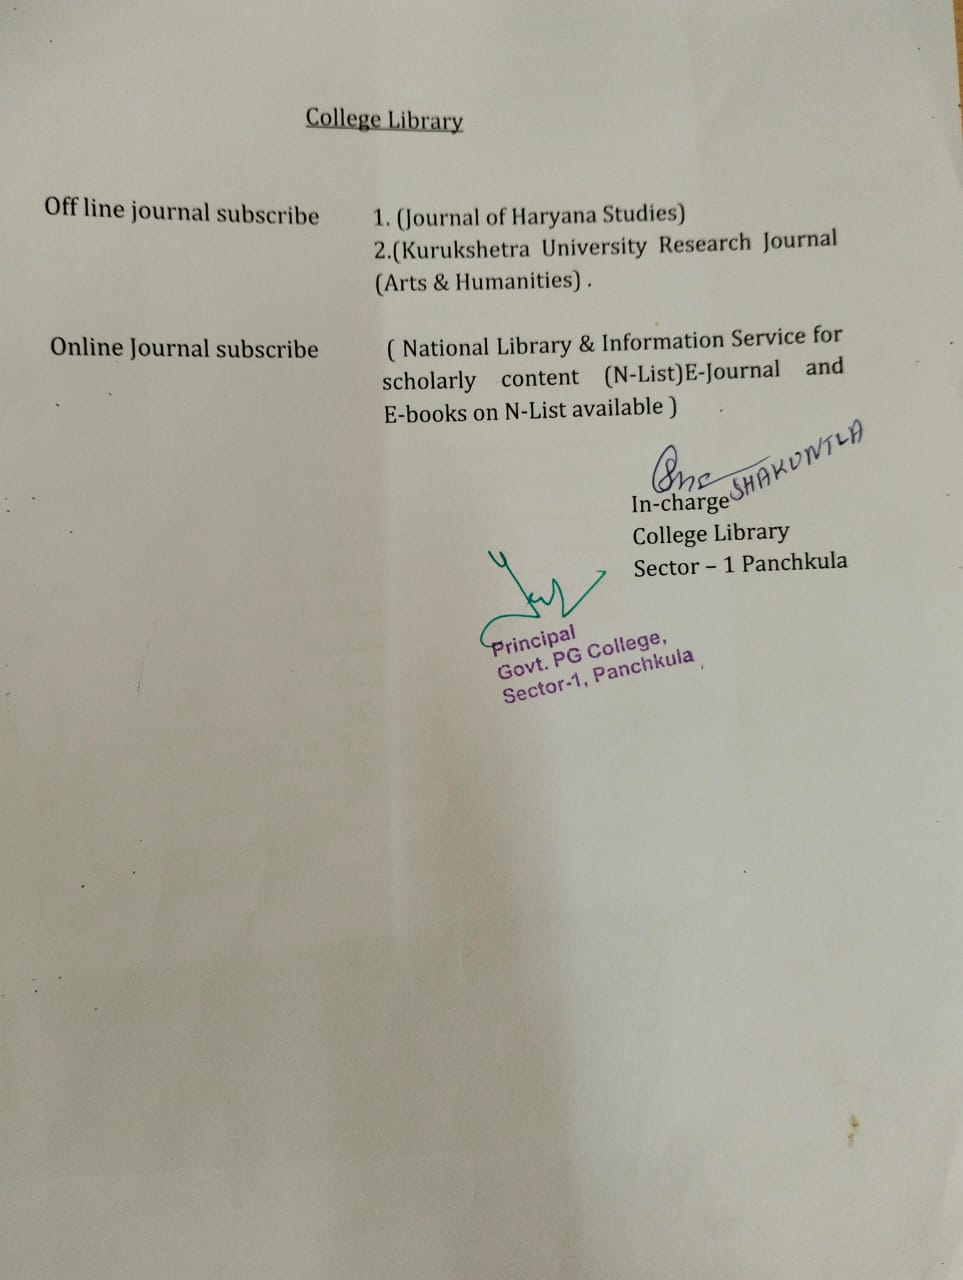 College Library
Off line journal subscribe
1. (Journal of Haryana Studies)
2.(Kurukshetra University Research Journal
(Arts & Humanities) .
Online Journal subscribe
( National Library & Information Service for
scholarly content (N-List)E-Journal and
E-books on N-List available )
SHAKUNTLA
In-charge
College Library
Sector – 1 Panchkula
Principal
Govt. PG College,
Sector-1, Panchkula